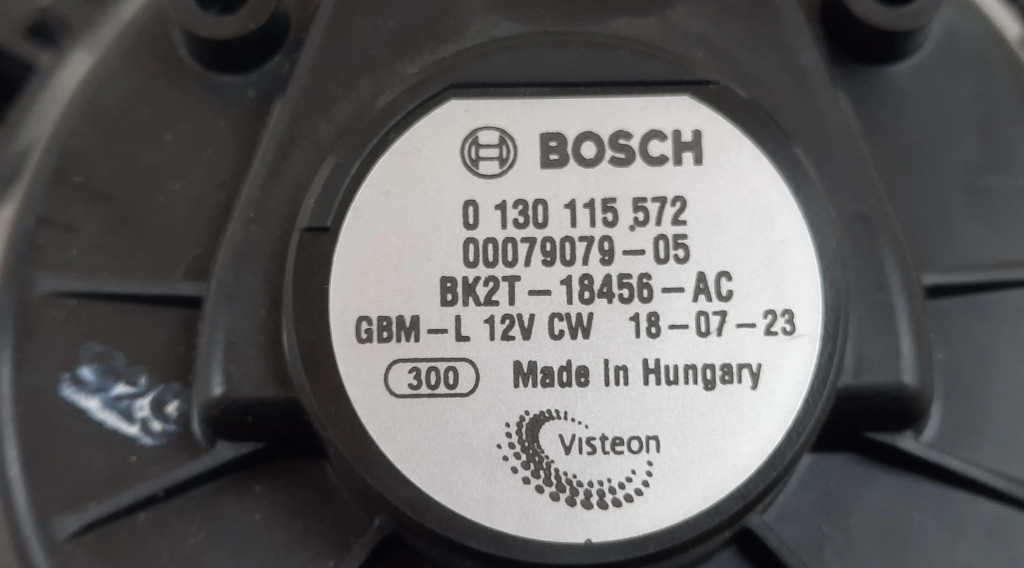 BOSCH
0 130 115 572
00079079-05
BK2T-18456-AC
GBM-L 12V CW 18-07-23
300 Made In Hungary
Visteon